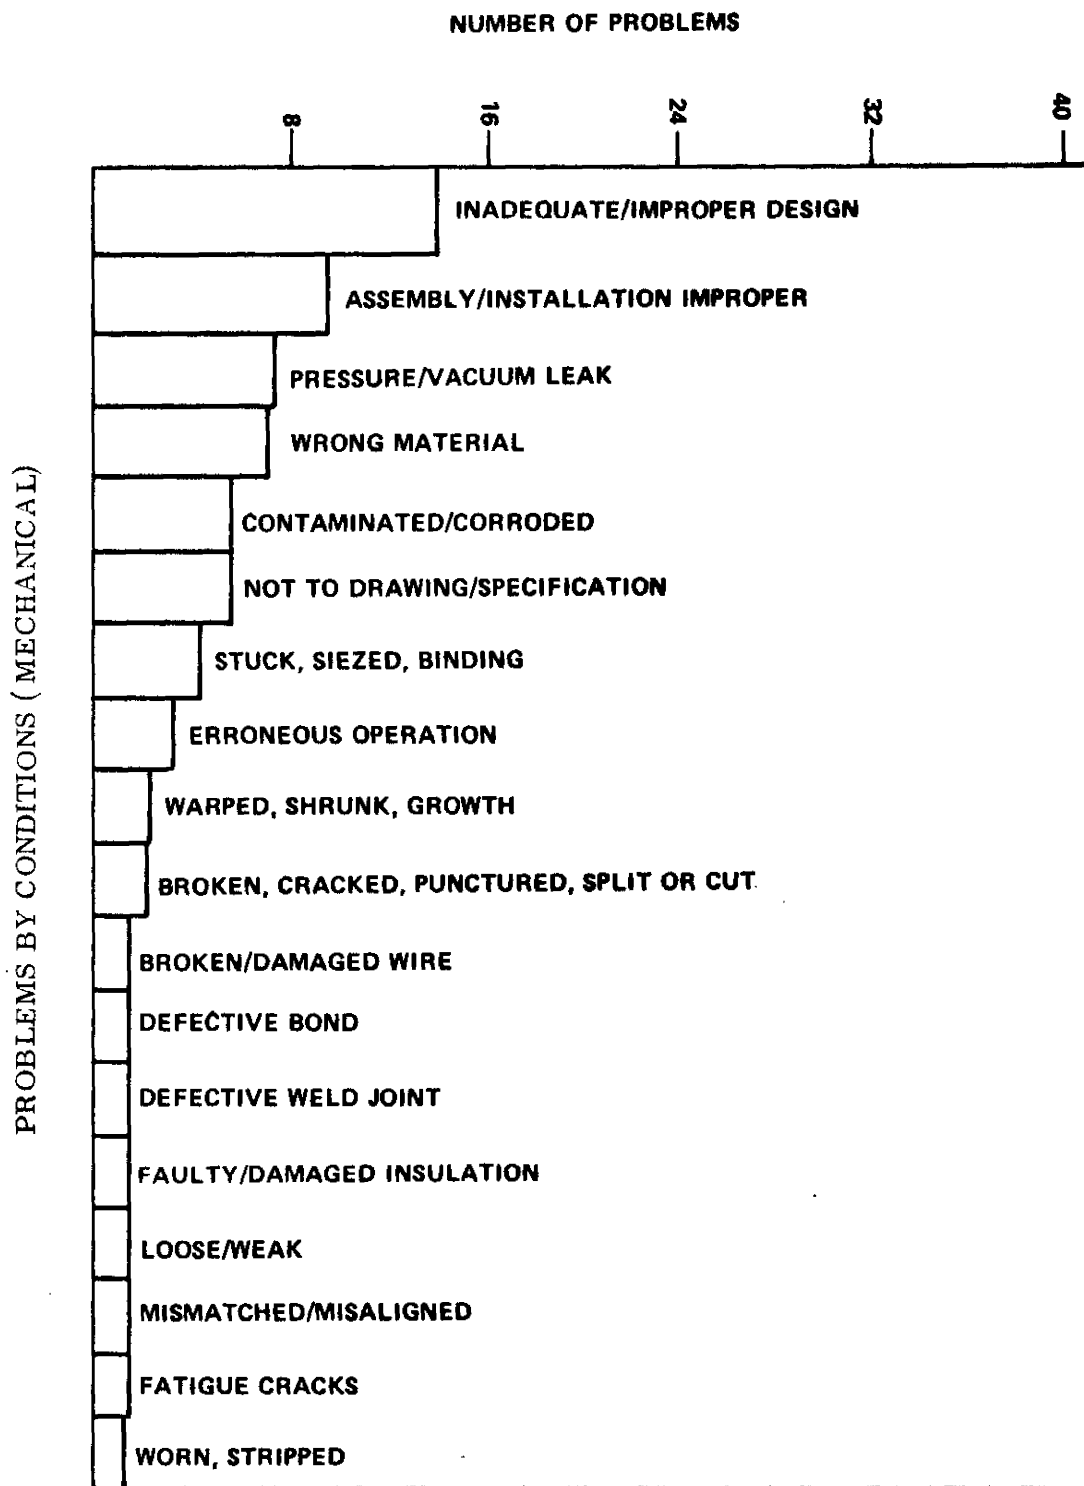 NUMBER OF PROBLEMS
8
16
24
32
40
INADEQUATE/IMPROPER DESIGN
ASSEMBLY/INSTALLATION IMPROPER
PRESSURE/VACUUM LEAK
WRONG MATERIAL
CONTAMINATED/CORRODED
NOT TO DRAWING/SPECIFICATION
STUCK, SIEZED, BINDING
ERRONEOUS OPERATION
WARPED, SHRUNK, GROWTH
BROKEN, CRACKED, PUNCTURED, SPLIT OR CUT
BROKEN/DAMAGED WIRE
DEFECTIVE BOND
DEFECTIVE WELD JOINT
FAULTY/DAMAGED INSULATION
LOOSE/WEAK
MISMATCHED/MISALIGNED
FATIGUE CRACKS
WORN, STRIPPED
PROBLEMS BY CONDITIONS (MECHANICAL)